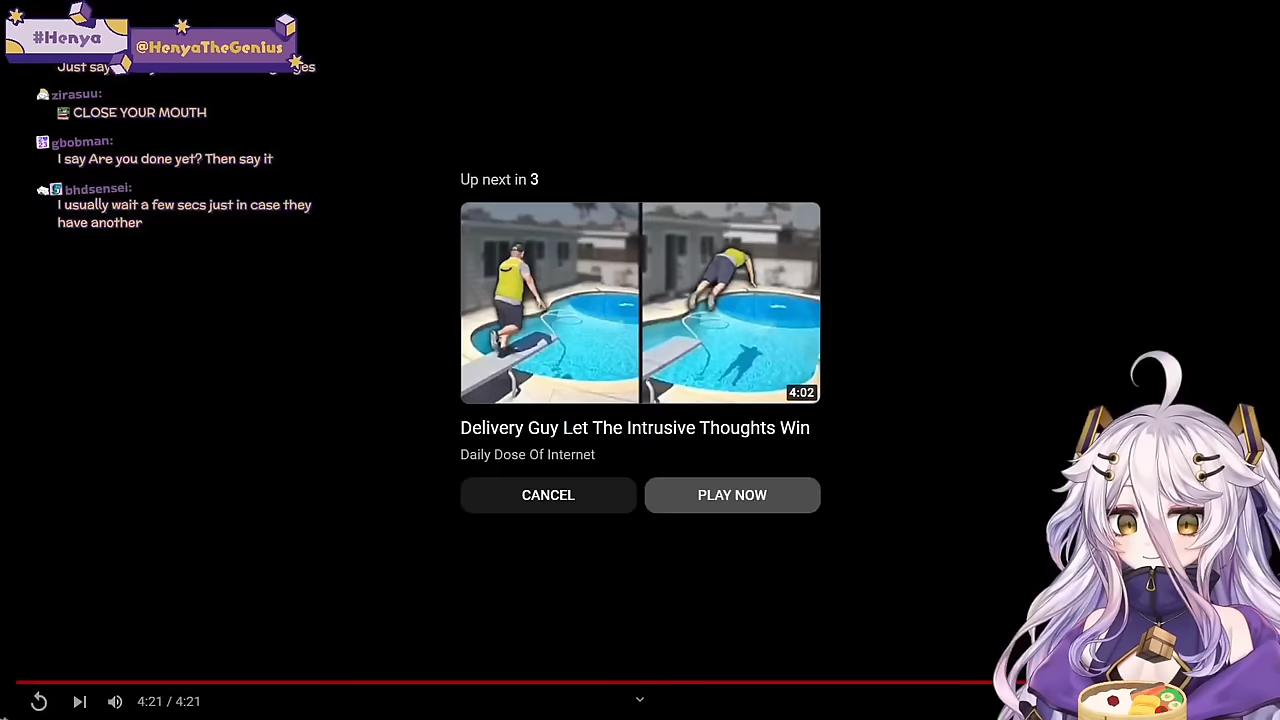 #Henya
@HenyaTheGenius
Just say
es
zirasuu:
CLOSE YOUR MOUTH
gbobman:
I say Are you done yet? Then say it
bhdsensei:
I usually wait a few secs just in case they
have another
Up next in 3
4:02
Delivery Guy Let The Intrusive Thoughts Win
Daily Dose Of Internet
CANCEL
PLAY NOW
4:21 / 4:21